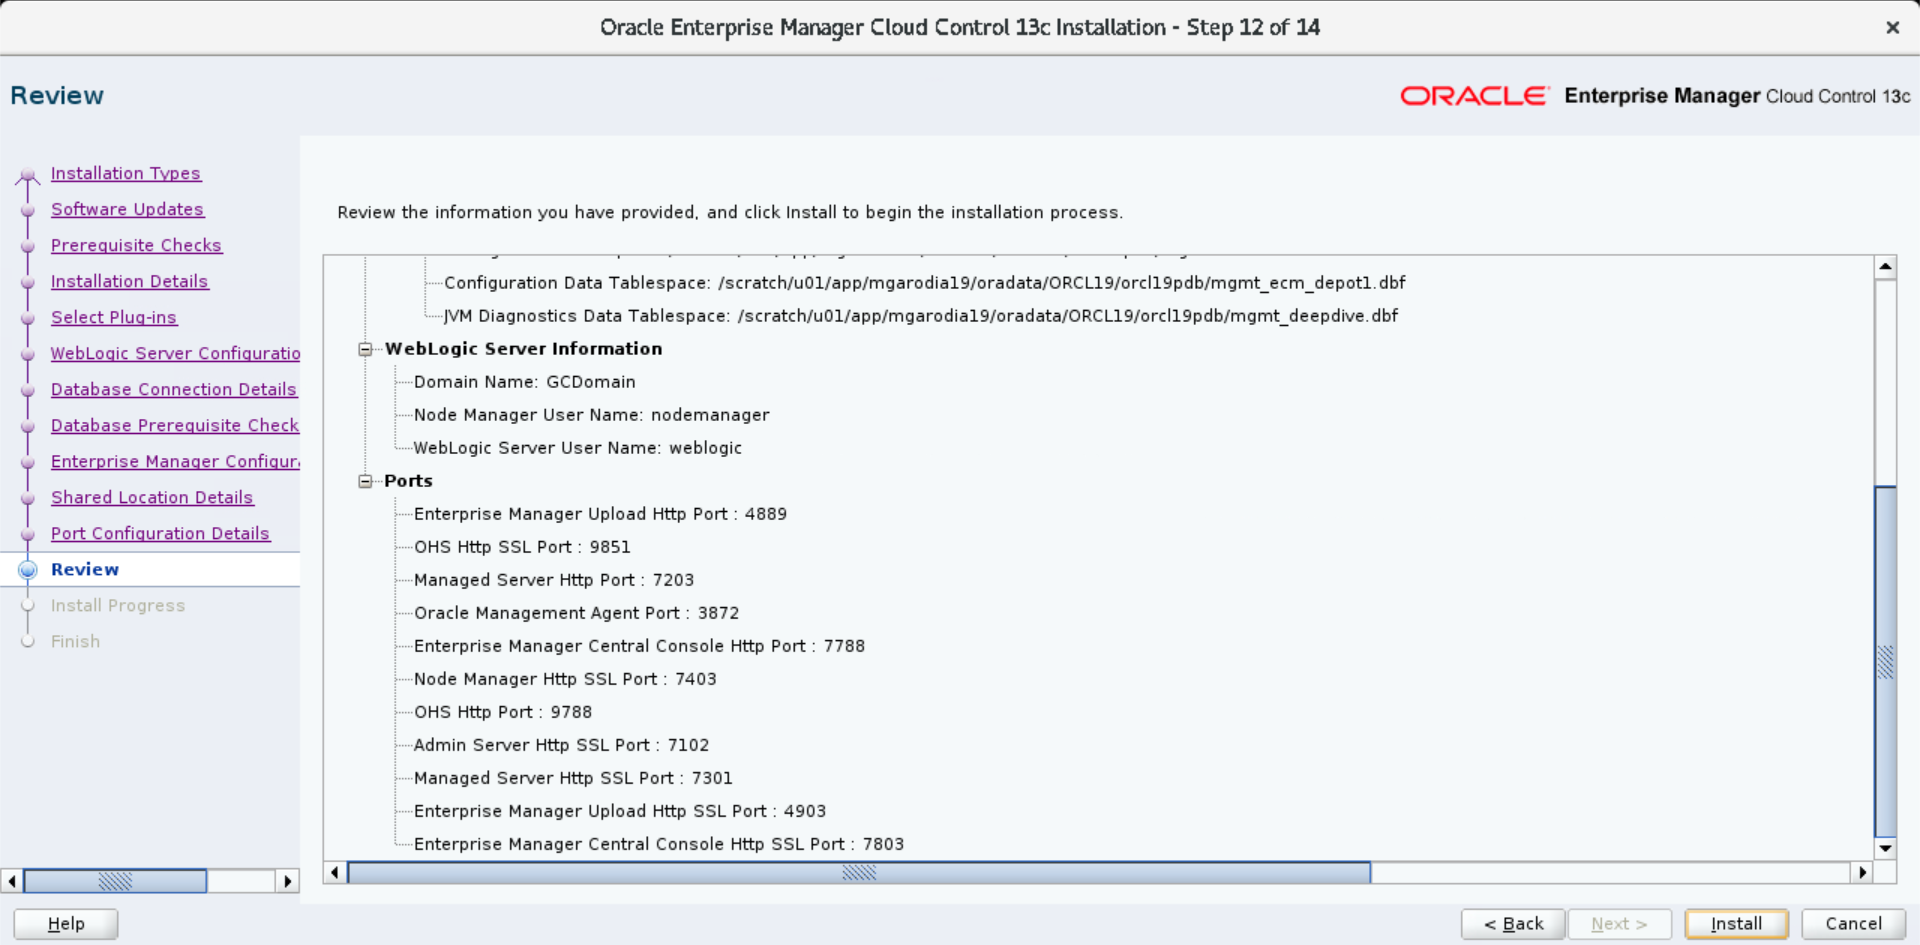 Oracle Enterprise Manager Cloud Control 13c Installation - Step 12 of 14
Review
ORACLE Enterprise Manager Cloud Control 13c
Installation Types
Software Updates
Prerequisite Checks
Installation Details
Select Plug-ins
WebLogic Server Configuratio
Database Connection Details
Database Prerequisite Check
Enterprise Manager Configura
Shared Location Details
Port Configuration Details
Review
Install Progress
Finish
Review the information you have provided, and click Install to begin the installation process.
Configuration Data Tablespace: /scratch/u01/app/mgarodia19/oradata/ORCL19/orcl19pdb/mgmt_ecm_depot1.dbf
JVM Diagnostics Data Tablespace: /scratch/u01/app/mgarodia19/oradata/ORCL19/orcl19pdb/mgmt_deepdive.dbf
WebLogic Server Information
Domain Name: GCDomain
Node Manager User Name: nodemanager
WebLogic Server User Name: weblogic
Ports
Enterprise Manager Upload Http Port : 4889
OHS Http SSL Port : 9851
Managed Server Http Port : 7203
Oracle Management Agent Port : 3872
Enterprise Manager Central Console Http Port : 7788
Node Manager Http SSL Port : 7403
OHS Http Port : 9788
Admin Server Http SSL Port : 7102
Managed Server Http SSL Port : 7301
Enterprise Manager Upload Http SSL Port : 4903
Enterprise Manager Central Console Http SSL Port : 7803
Help
< Back
Next >
Install
Cancel